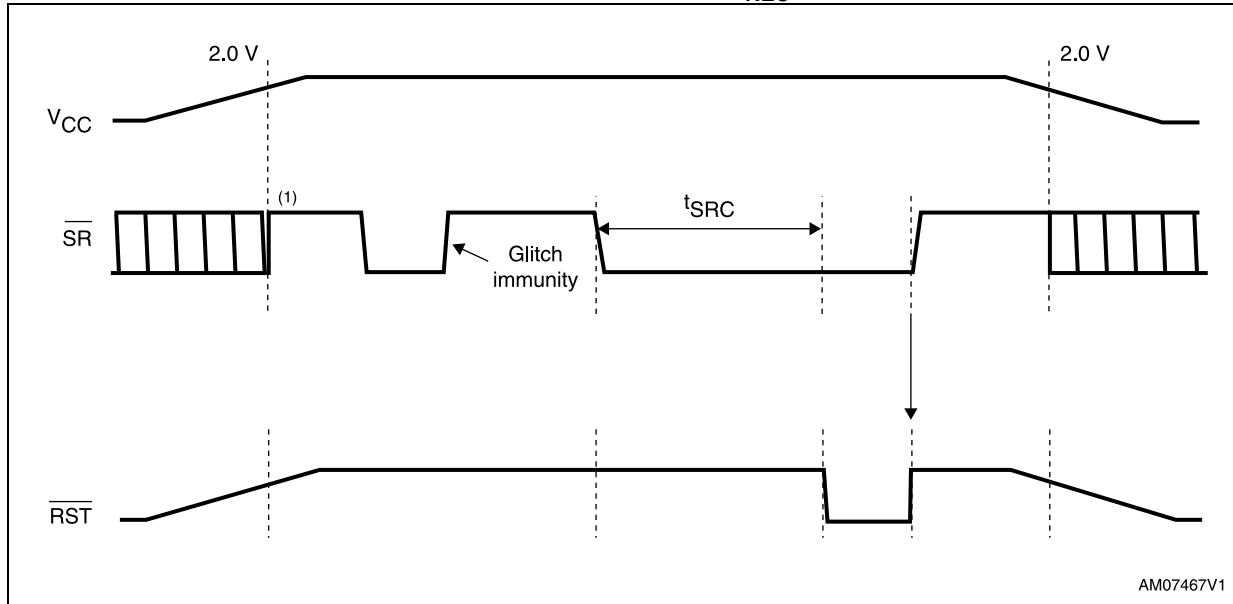 2.0 V
2.0 V
VCC
(1)
SR
tSRC
Glitch
immunity
RST
AM07467V1